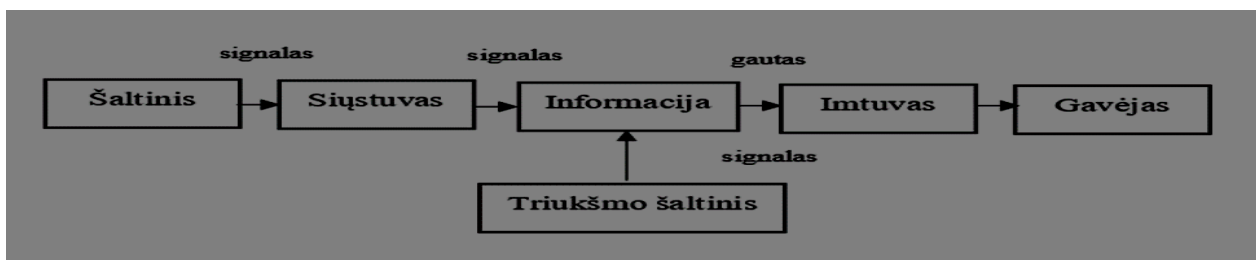 signalas
signalas
gautas
Šaltinis
Siųstuvas
Informacija
Imtuvas
Gavėjas
signalas
Triukšmo šaltinis